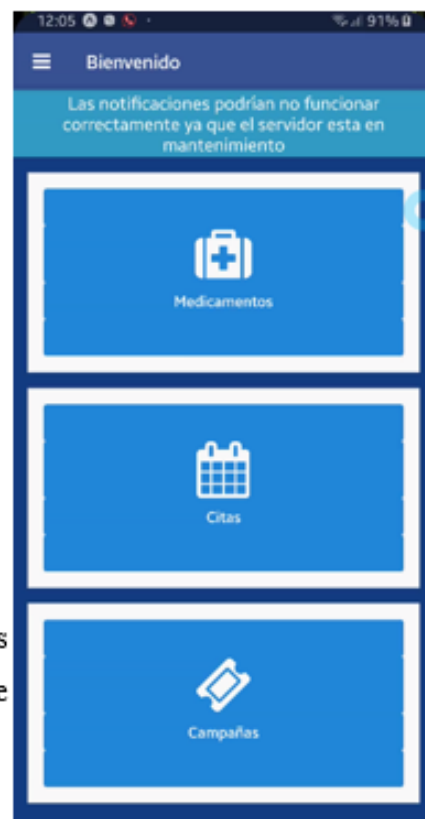 12:05
91%
Bienvenido
Las notificaciones podrían no funcionar
correctamente ya que el servidor esta en
mantenimiento
Medicamentos
Citas
s
e
Campañas